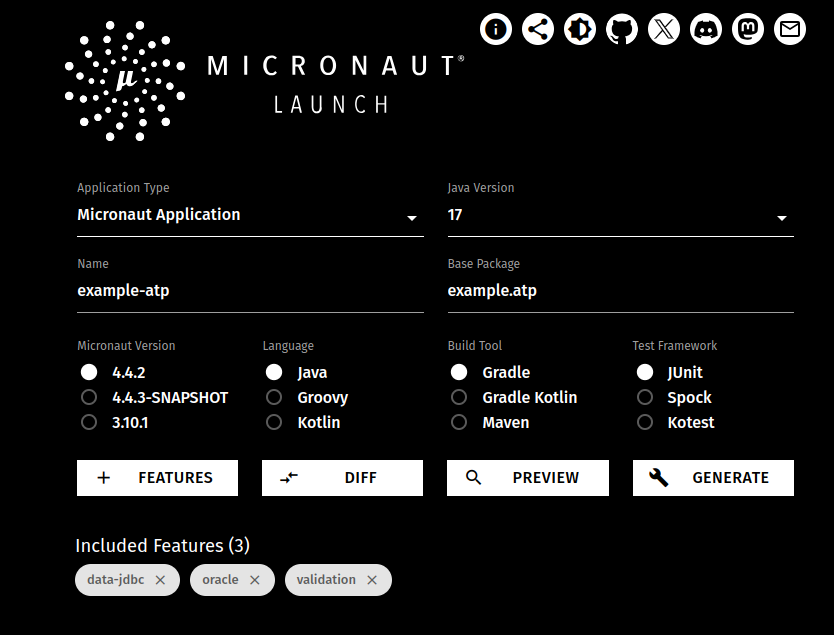 μ
MICRONAUT®
LAUNCH
Application Type
Micronaut Application
Java Version
17
Name
example-atp
Base Package
example.atp
Micronaut Version
4.4.2
4.4.3-SNAPSHOT
3.10.1
Language
Java
Groovy
Kotlin
Build Tool
Gradle
Gradle Kotlin
Maven
Test Framework
JUnit
Spock
Kotest
FEATURES
DIFF
PREVIEW
GENERATE
Included Features (3)
data-jdbc
oracle
validation